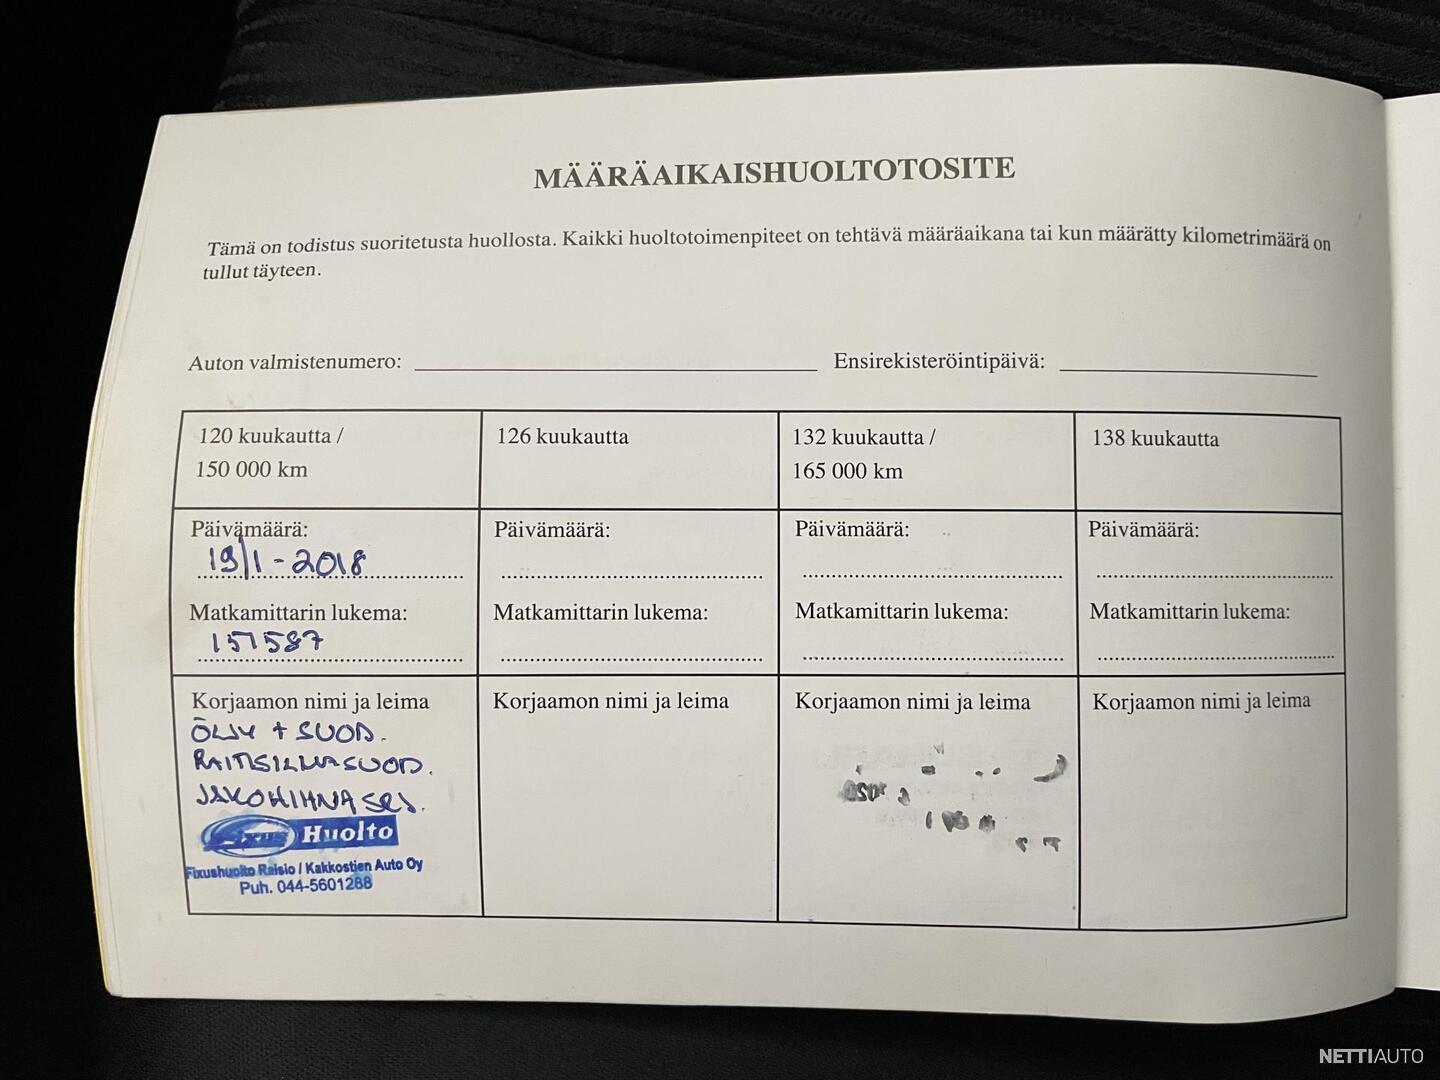 MÄÄRÄAIKAISHUOLTOTOSITE
Tämä on todistus suoritetusta huollosta. Kaikki huoltotoimenpiteet on tehtävä määräaikana tai kun määrätty kilometrimäärä on
tullut täyteen.
Auton valmistenumero: Ensirekisteröintipäivä:
120 kuukautta /
150 000 km
126 kuukautta
132 kuukautta /
165 000 km
138 kuukautta
Päivämäärä:
19/1-2018
Päivämäärä:
Päivämäärä:
Päivämäärä:
Matkamittarin lukema:
157587
Matkamittarin lukema:
Matkamittarin lukema:
Matkamittarin lukema:
Korjaamon nimi ja leima
ÖLJY + SUOD.
RAITISILMASUOD.
JAKOHIHNA SRJ.
Fixus Huolto
Fixushuolto Raisio / Kakkostien Auto Oy
Puh. 044-5601288
Korjaamon nimi ja leima
Korjaamon nimi ja leima
Korjaamon nimi ja leima
NETTIAUTO